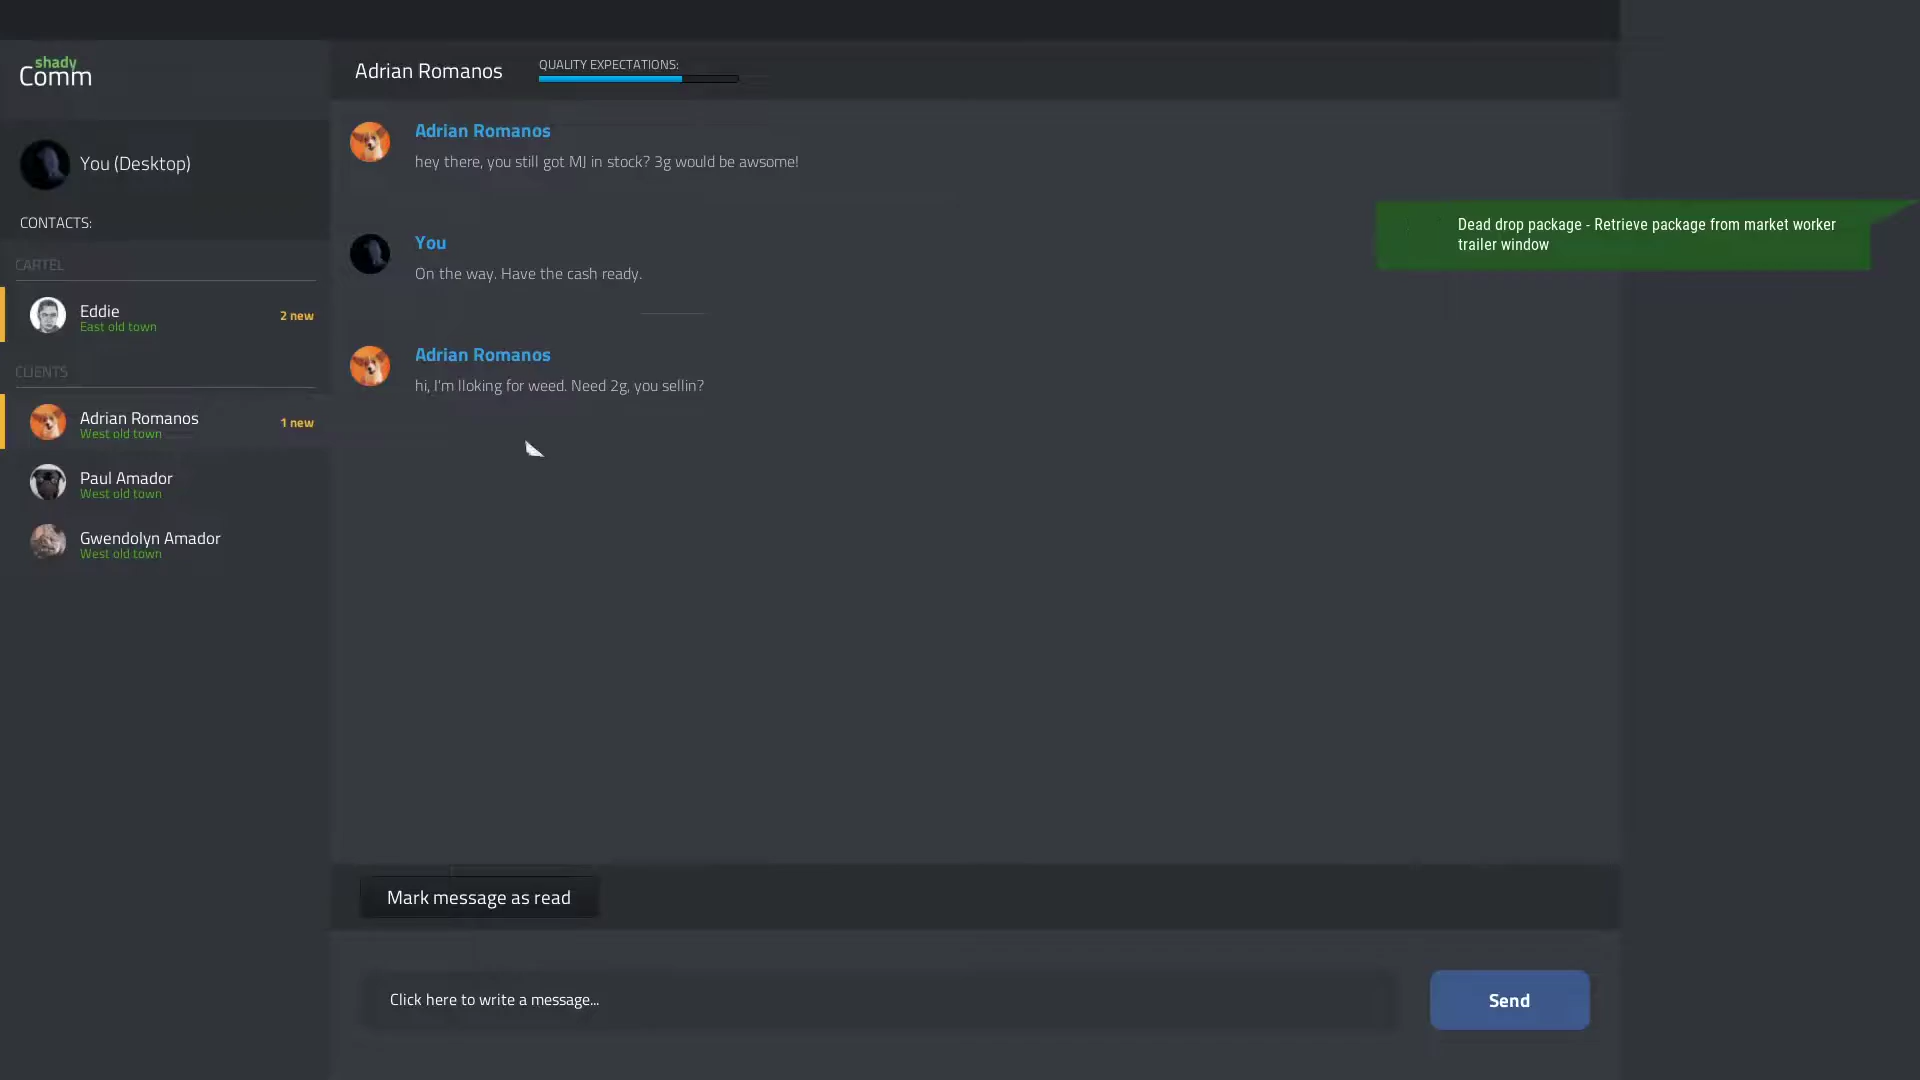 shady
Comm
You (Desktop)
CONTACTS:
CARTEL
Eddie
East old town
2 new
CLIENTS
Adrian Romanos
West old town
1 new
Paul Amador
West old town
Gwendolyn Amador
West old town
Adrian Romanos
QUALITY EXPECTATIONS:
Adrian Romanos
hey there, you still got MJ in stock? 3g would be awsome!
You
On the way. Have the cash ready.
Adrian Romanos
hi, I'm lloking for weed. Need 2g, you sellin?
Dead drop package - Retrieve package from market worker
trailer window
Mark message as read
Click here to write a message...
Send